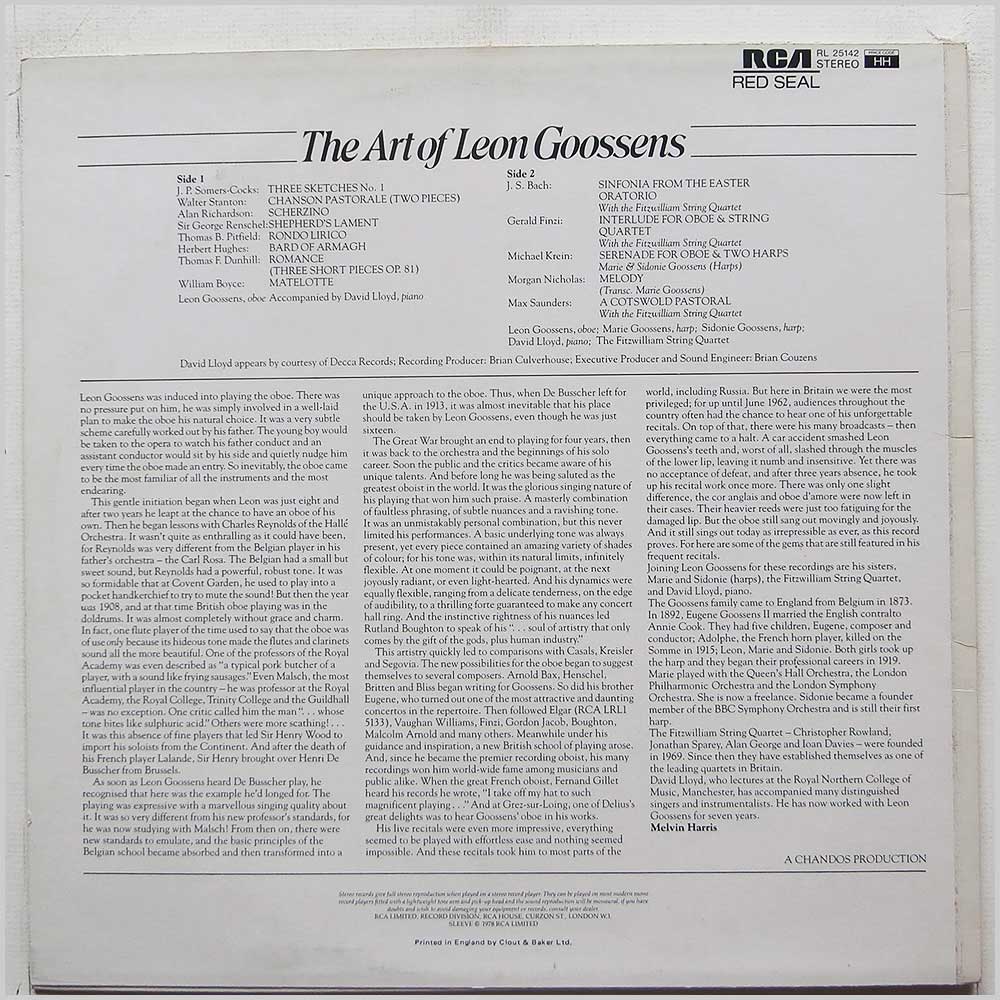 RCA RL 25142 PRICE CODE
STEREO HH
RED SEAL
The Art of Leon Goossens
Side 1
J. P. Somers-Cocks: THREE SKETCHES No. 1
Walter Stanton: CHANSON PASTORALE (TWO PIECES)
Alan Richardson: SCHERZINO
Sir George Renschel: SHEPHERD'S LAMENT
Thomas B. Pitfield: RONDO LIRICO
Herbert Hughes: BARD OF ARMAGH
Thomas F. Dunhill: ROMANCE
(THREE SHORT PIECES OP. 81)
William Boyce: MATELOTTE
Leon Goossens, oboe Accompanied by David Lloyd, piano
Side 2
J. S. Bach: SINFONIA FROM THE EASTER
ORATORIO
With the Fitzwilliam String Quartet
Gerald Finzi: INTERLUDE FOR OBOE & STRING
QUARTET
With the Fitzwilliam String Quartet
Michael Krein: SERENADE FOR OBOE & TWO HARPS
Marie & Sidonie Goossens (Harps)
Morgan Nicholas: MELODY
(Transc. Marie Goossens)
Max Saunders: A COTSWOLD PASTORAL
With the Fitzwilliam String Quartet
Leon Goossens, oboe; Marie Goossens, harp; Sidonie Goossens, harp;
David Lloyd, piano; The Fitzwilliam String Quartet
David Lloyd appears by courtesy of Decca Records; Recording Producer: Brian Culverhouse; Executive Producer and Sound Engineer: Brian Couzens
Leon Goossens was induced into playing the oboe. There was
no pressure put on him, he was simply involved in a well-laid
plan to make the oboe his natural choice. It was a very subtle
scheme carefully worked out by his father. The young boy would
be taken to the opera to watch his father conduct and an
assistant conductor would sit by his side and quietly nudge him
every time the oboe made an entry. So inevitably, the oboe came
to be the most familiar of all the instruments and the most
endearing.
This gentle initiation began when Leon was just eight and
after two years he leapt at the chance to have an oboe of his
own. Then he began lessons with Charles Reynolds of the Hallé
Orchestra. It wasn't quite as enthralling as it could have been,
for Reynolds was very different from the Belgian player in his
father's orchestra – the Carl Rosa. The Belgian had a small but
sweet sound, but Reynolds had a powerful, robust tone. It was
so formidable that at Covent Garden, he used to play into a
pocket handkerchief to try to mute the sound! But then the year
was 1908, and at that time British oboe playing was in the
doldrums. It was almost completely without grace and charm.
In fact, one flute player of the time used to say that the oboe was
of use only because its hideous tone made the flutes and clarinets
sound all the more beautiful. One of the professors of the Royal
Academy was even described as "a typical pork butcher of a
player, with a sound like frying sausages." Even Malsch, the most
influential player in the country – he was professor at the Royal
Academy, the Royal College, Trinity College and the Guildhall
– was no exception. One critic called him the man "... whose
tone bites like sulphuric acid." Others were more scathing! ...
It was this absence of fine players that led Sir Henry Wood to
import his soloists from the Continent. And after the death of
his French player Lalande, Sir Henry brought over Henri De
Busscher from Brussels.
As soon as Leon Goossens heard De Busscher play, he
recognised that here was the example he'd longed for. The
playing was expressive with a marvellous singing quality about
it. It was so very different from his new professor's standards, for
he was now studying with Malsch! From then on, there were
new standards to emulate, and the basic principles of the
Belgian school became absorbed and then transformed into a
unique approach to the oboe. Thus, when De Busscher left for
the U.S.A. in 1913, it was almost inevitable that his place
should be taken by Leon Goossens, even though he was just
sixteen.
The Great War brought an end to playing for four years, then
it was back to the orchestra and the beginnings of his solo
career. Soon the public and the critics became aware of his
unique talents. And before long he was being saluted as the
greatest oboist in the world. It was the glorious singing nature of
his playing that won him such praise. A masterly combination
of faultless phrasing, of subtle nuances and a ravishing tone.
It was an unmistakably personal combination, but this never
limited his performances. A basic underlying tone was always
present, yet every piece contained an amazing variety of shades
of colour; for his tone was, within its natural limits, infinitely
flexible. At one moment it could be poignant, at the next
joyously radiant, or even light-hearted. And his dynamics were
equally flexible, ranging from a delicate tenderness, on the edge
of audibility, to a thrilling forte guaranteed to make any concert
hall ring. And the instinctive rightness of his nuances led
Rutland Boughton to speak of his "... soul of artistry that only
comes by the gift of the gods, plus human industry."
This artistry quickly led to comparisons with Casals, Kreisler
and Segovia. The new possibilities for the oboe began to suggest
themselves to several composers. Arnold Bax, Henschel,
Britten and Bliss began writing for Goossens. So did his brother
Eugene, who turned out one of the most attractive and daunting
concertos in the repertoire. Then followed Elgar (RCA LRL1
5133), Vaughan Williams, Finzi, Gordon Jacob, Boughton,
Malcolm Arnold and many others. Meanwhile under his
guidance and inspiration, a new British school of playing arose.
And, since he became the premier recording oboist, his many
recordings won him world-wide fame among musicians and
public alike. When the great French oboist, Fernand Gillet
heard his records he wrote, "I take off my hat to such
magnificent playing ..." And at Grez-sur-Loing, one of Delius's
great delights was to hear Goossens' oboe in his works.
His live recitals were even more impressive, everything
seemed to be played with effortless ease and nothing seemed
impossible. And these recitals took him to most parts of the
world, including Russia. But here in Britain we were the most
privileged; for up until June 1962, audiences throughout the
country often had the chance to hear one of his unforgettable
recitals. On top of that, there were his many broadcasts – then
everything came to a halt. A car accident smashed Leon
Goossens's teeth and, worst of all, slashed through the muscles
of the lower lip, leaving it numb and insensitive. Yet there was
no acceptance of defeat, and after three years absence, he took
up his recital work once more. There was only one slight
difference, the cor anglais and oboe d'amore were now left in
their cases. Their heavier reeds were just too fatiguing for the
damaged lip. But the oboe still sang out movingly and joyously.
And it still sings out today as irrepressible as ever, as this record
proves. For here are some of the gems that are still featured in his
frequent recitals.
Joining Leon Goossens for these recordings are his sisters,
Marie and Sidonie (harps), the Fitzwilliam String Quartet,
and David Lloyd, piano.
The Goossens family came to England from Belgium in 1873.
In 1892, Eugene Goossens II married the English contralto
Annie Cook. They had five children, Eugene, composer and
conductor; Adolphe, the French horn player, killed on the
Somme in 1915; Leon, Marie and Sidonie. Both girls took up
the harp and they began their professional careers in 1919.
Marie played with the Queen's Hall Orchestra, the London
Philharmonic Orchestra and the London Symphony
Orchestra. She is now a freelance. Sidonie became a founder
member of the BBC Symphony Orchestra and is still their first
harp.
The Fitzwilliam String Quartet – Christopher Rowland,
Jonathan Sparey, Alan George and Ioan Davies – were founded
in 1969. Since then they have established themselves as one of
the leading quartets in Britain.
David Lloyd, who lectures at the Royal Northern College of
Music, Manchester, has accompanied many distinguished
singers and instrumentalists. He has now worked with Leon
Goossens for seven years.
Melvin Harris
A CHANDOS PRODUCTION
Stereo records give full stereo reproduction when played on a stereo record player. They can be played on most modern mono
record players fitted with a lightweight tone arm and pick-up head and the sound reproduction will be monaural, if you have
doubts and wish to avoid damaging your equipment or records, consult your dealer.
RCA LIMITED, RECORD DIVISION, RCA HOUSE, CURZON ST., LONDON W.1.
SLEEVE © 1978 RCA LIMITED
Printed in England by Clout & Baker Ltd.